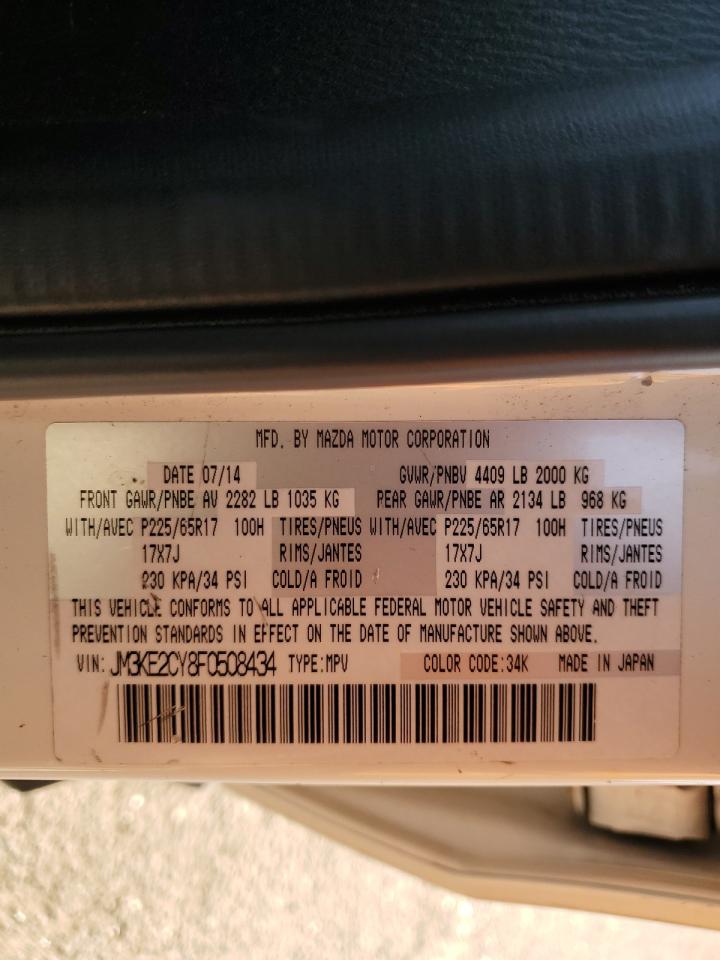 MFD. BY MAZDA MOTOR CORPORATION
DATE 07/14 GVWR/PNBV 4409 LB 2000 KG
FRONT GAWR/PNBE AV 2282 LB 1035 KG REAR GAWR/PNBE AR 2134 LB 968 KG
WITH/AVEC P225/65R17 100H TIRES/PNEUS WITH/AVEC P225/65R17 100H TIRES/PNEUS
17X7J RIMS/JANTES 17X7J RIMS/JANTES
230 KPA/34 PSI COLD/A FROID 230 KPA/34 PSI COLD/A FROID
THIS VEHICLE CONFORMS TO ALL APPLICABLE FEDERAL MOTOR VEHICLE SAFETY AND THEFT
PREVENTION STANDARDS IN EFFECT ON THE DATE OF MANUFACTURE SHOWN ABOVE.
VIN: JM3KE2CY8F0508434 TYPE:MPV COLOR CODE:34K MADE IN JAPAN